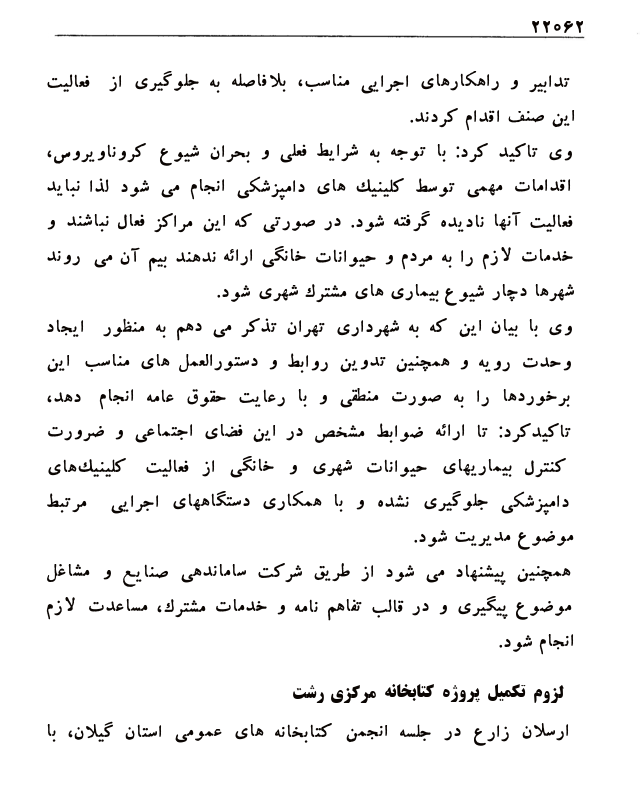 ۲۲۰۶۲
تدابیر و راهکارهای اجرایی مناسب، بلافاصله به جلوگیری از فعالیت
این صنف اقدام کردند.
وی تاکید کرد: با توجه به شرایط فعلی و بحران شیوع کروناویروس،
اقدامات مهمی توسط کلینیك های دامپزشکی انجام می شود لذا نباید
فعالیت آنها نادیده گرفته شود. در صورتی که این مراکز فعال نباشند و
خدمات لازم را به مردم و حیوانات خانگی ارائه ندهند بیم آن می روند
شهرها دچار شیوع بیماری های مشترك شهری شود.
وی با بیان این که به شهرداری تهران تذکر می دهم به منظور ایجاد
وحدت رویه و همچنین تدوین روابط و دستورالعمل های مناسب این
برخوردها را به صورت منطقی و با رعایت حقوق عامه انجام دهد،
تاکیدکرد: تا ارائه ضوابط مشخص در این فضای اجتماعی و ضرورت
کنترل بیماریهای حیوانات شهری و خانگی از فعالیت کلینیك‌های
دامپزشکی جلوگیری نشده و با همکاری دستگاههای اجرایی مرتبط
موضوع مدیریت شود.
همچنین پیشنهاد می شود از طریق شرکت ساماندهی صنایع و مشاغل
موضوع پیگیری و در قالب تفاهم نامه و خدمات مشترك، مساعدت لازم
انجام شود.
لزوم تکمیل پروژه کتابخانه مرکزی رشت
ارسلان زارع در جلسه انجمن کتابخانه های عمومی استان گیلان، با